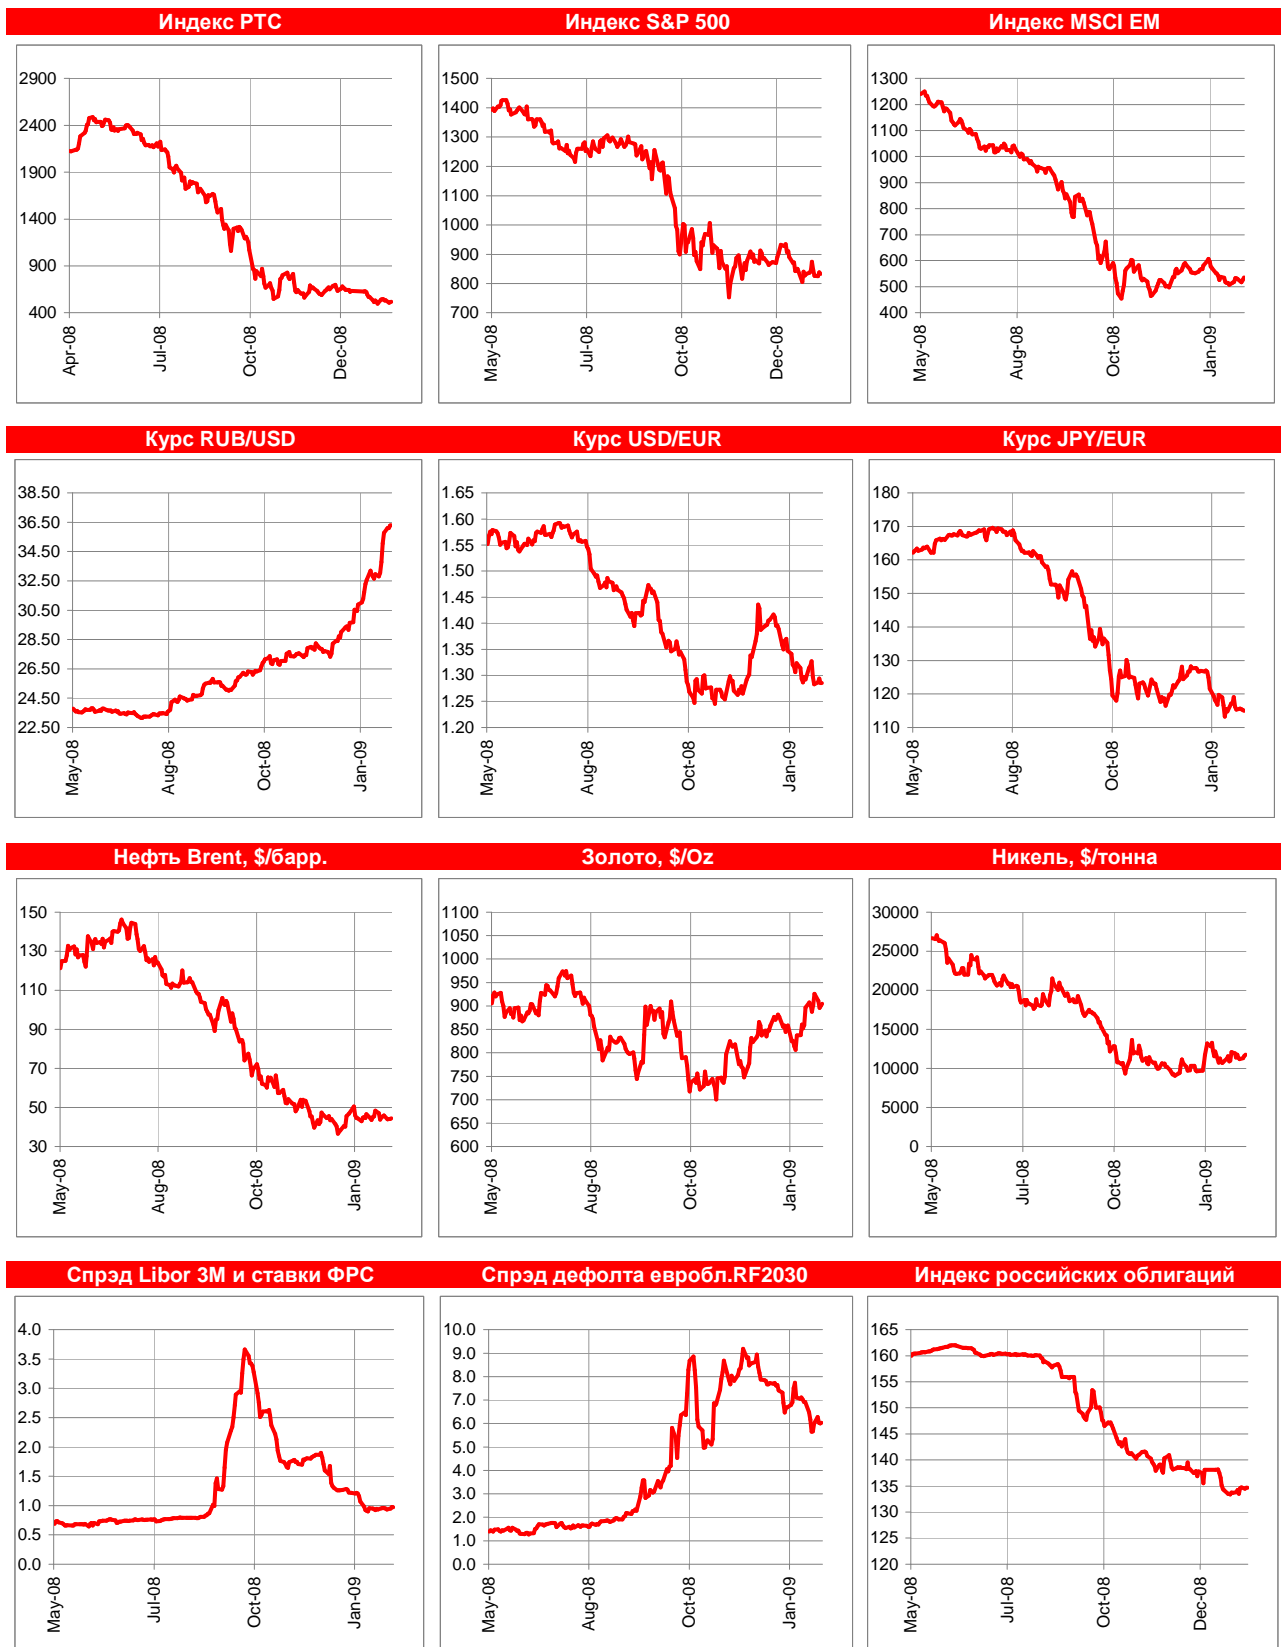 Индекс РТС
Индекс S&P 500
Индекс MSCI EM
2900
2400
1900
1400
900
400
Apr-08
Jul-08
Oct-08
Dec-08
1500
1400
1300
1200
1100
1000
900
800
700
May-08
Jul-08
Oct-08
Dec-08
1300
1200
1100
1000
900
800
700
600
500
400
May-08
Aug-08
Oct-08
Jan-09
Курс RUB/USD
Курс USD/EUR
Курс JPY/EUR
38.50
36.50
34.50
32.50
30.50
28.50
26.50
24.50
22.50
May-08
Aug-08
Oct-08
Jan-09
1.65
1.60
1.55
1.50
1.45
1.40
1.35
1.30
1.25
1.20
May-08
Aug-08
Oct-08
Jan-09
180
170
160
150
140
130
120
110
May-08
Aug-08
Oct-08
Jan-09
Нефть Brent, $/барр.
Золото, $/Oz
Никель, $/тонна
150
130
110
90
70
50
30
May-08
Aug-08
Oct-08
Jan-09
1100
1050
1000
950
900
850
800
750
700
650
600
May-08
Aug-08
Oct-08
Jan-09
30000
25000
20000
15000
10000
5000
0
May-08
Jul-08
Oct-08
Jan-09
Спрэд Libor 3M и ставки ФРС
Спрэд дефолта евробл.RF2030
Индекс российских облигаций
4.0
3.5
3.0
2.5
2.0
1.5
1.0
0.5
0.0
May-08
Jul-08
Oct-08
Jan-09
10.0
9.0
8.0
7.0
6.0
5.0
4.0
3.0
2.0
1.0
0.0
May-08
Aug-08
Oct-08
Jan-09
165
160
155
150
145
140
135
130
125
120
May-08
Jul-08
Oct-08
Dec-08